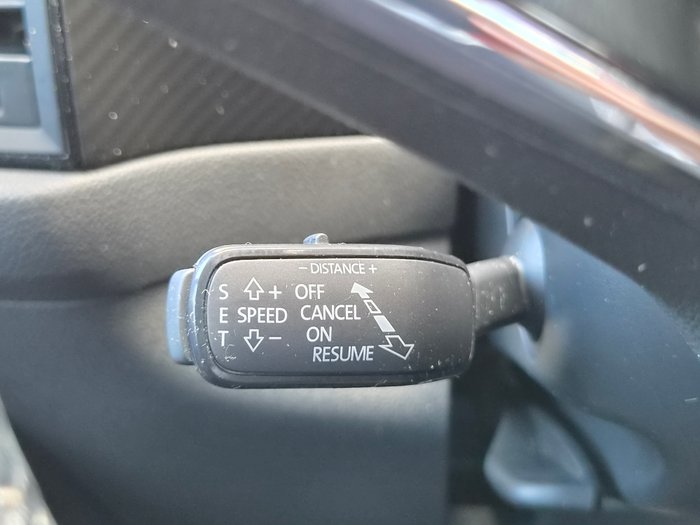 − DISTANCE +
S + OFF
E SPEED CANCEL
T − ON
RESUME